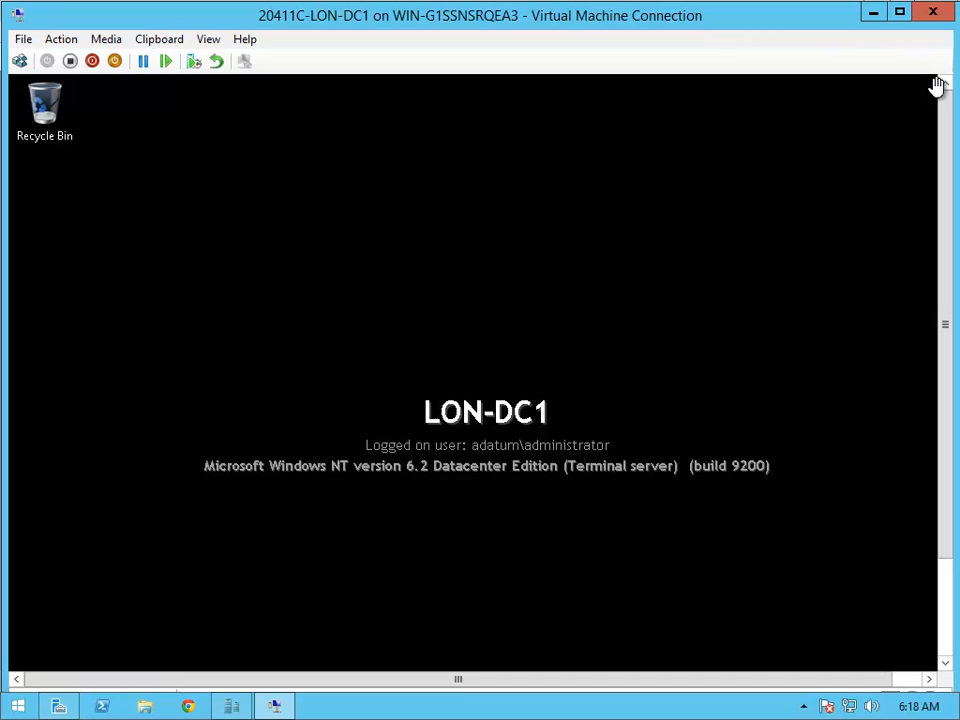 20411C-LON-DC1 on WIN-G1SSNSRQEA3 - Virtual Machine Connection
File Action Media Clipboard View Help
Recycle Bin
LON-DC1
Logged on user: adatum\administrator
Microsoft Windows NT version 6.2 Datacenter Edition (Terminal server) (build 9200)
6:18 AM